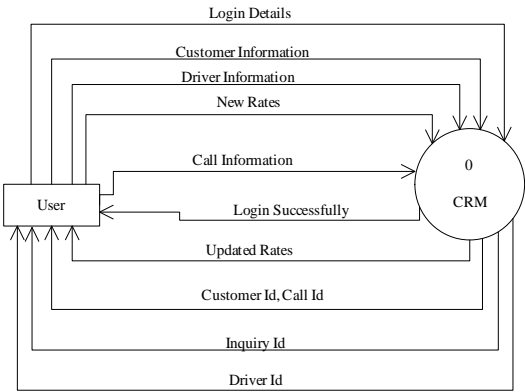 Login Details
Customer Information
Driver Information
New Rates
Call Information
0
CRM
User
Login Successfully
Updated Rates
Customer Id, Call Id
Inquiry Id
Driver Id